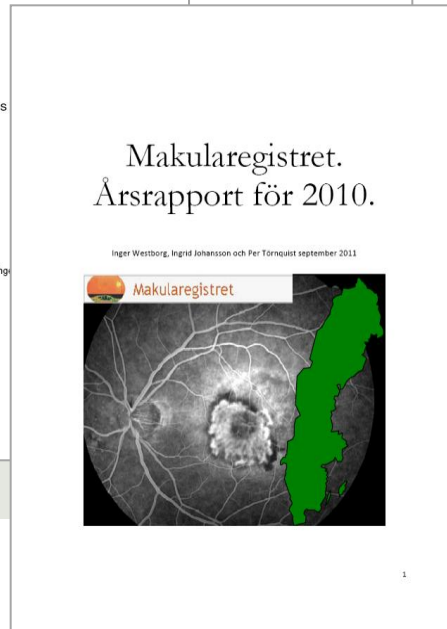 Makularegistret.
Årsrapport för 2010.
Inger Westborg, Ingrid Johansson och Per Törnquist september 2011
Makularegistret
1